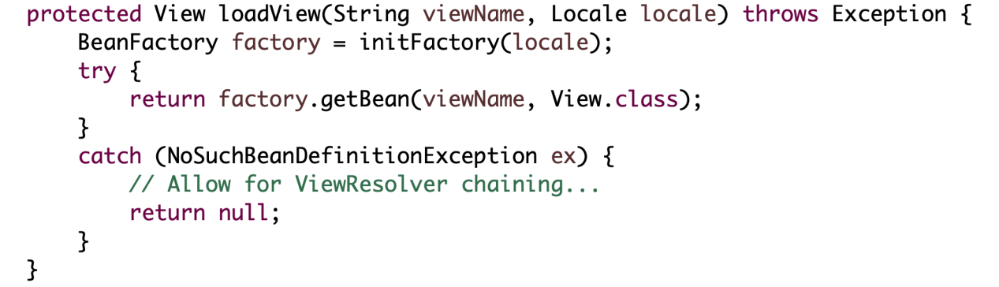 protected View loadView(String viewName, Locale locale) throws Exception {
    BeanFactory factory = initFactory(locale);
    try {
        return factory.getBean(viewName, View.class);
    }
    catch (NoSuchBeanDefinitionException ex) {
        // Allow for ViewResolver chaining...
        return null;
    }
}